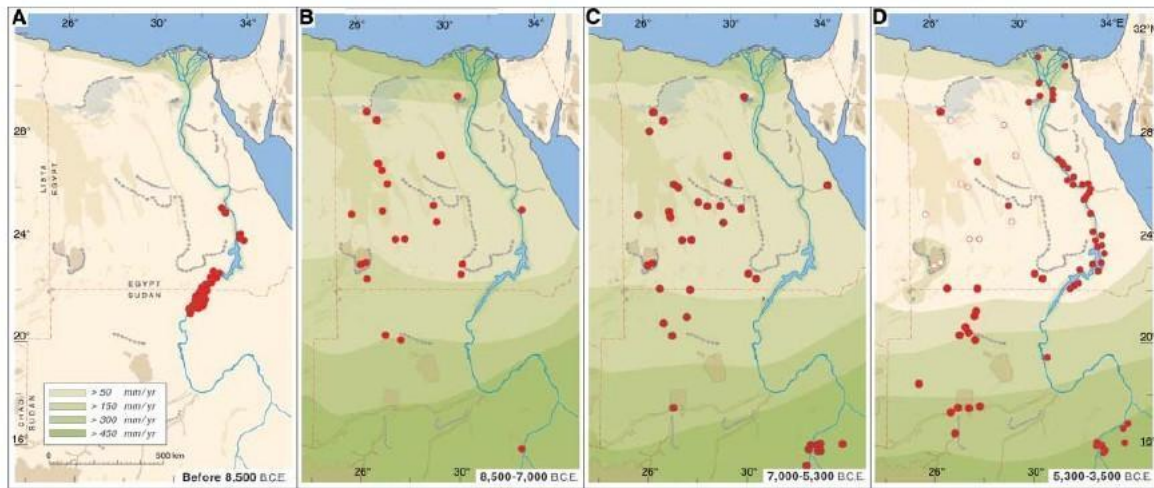 A
26°
30°
34°
28°
24°
20°
16°
LIBYA
EGYPT
EGYPT
SUDAN
CHAD
SUDAN
> 50 mm/yr
> 150 mm/yr
> 300 mm/yr
> 450 mm/yr
0 500 km
Before 8,500 B.C.E.
B
26°
30°
34°
26°
30°
8,500-7,000 B.C.E.
C
26°
30°
34°
26°
30°
7,000-5,300 B.C.E.
D
26°
30°
34°E
32°N
28°
24°
20°
16°
26°
30°
5,300-3,500 B.C.E.